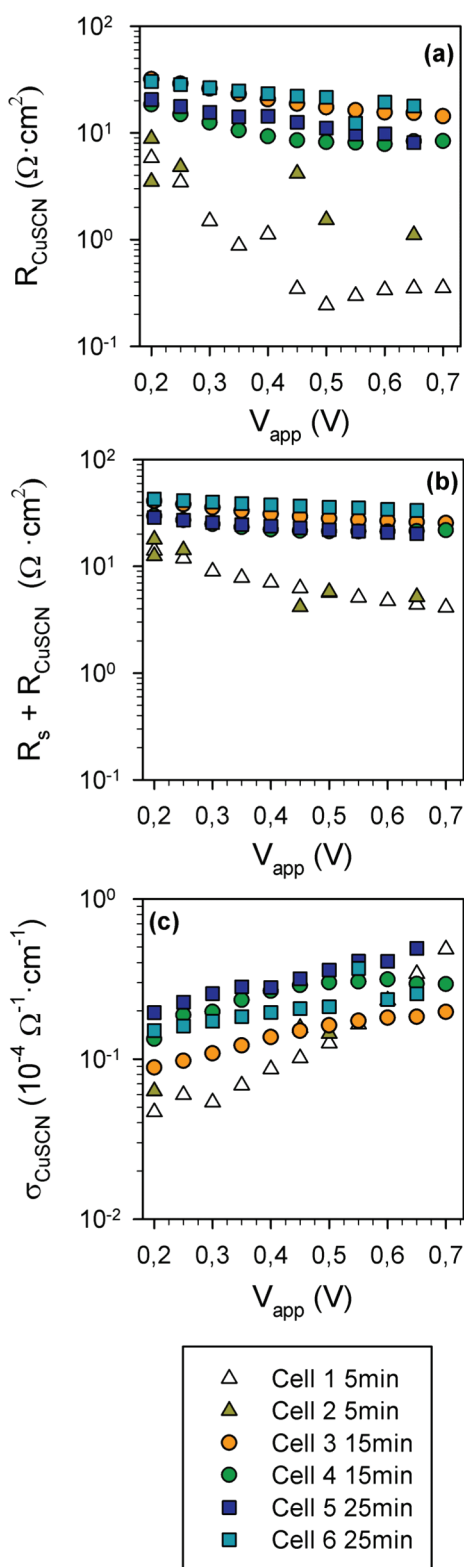 (a)
10²
10¹
10⁰
10⁻¹
R_CuSCN (Ω·cm²)
0,2 0,3 0,4 0,5 0,6 0,7
V_app (V)
(b)
10²
10¹
10⁰
10⁻¹
R_s + R_CuSCN (Ω·cm²)
0,2 0,3 0,4 0,5 0,6 0,7
V_app (V)
(c)
10⁰
10⁻¹
10⁻²
σ_CuSCN (10⁻⁴ Ω⁻¹·cm⁻¹)
0,2 0,3 0,4 0,5 0,6 0,7
V_app (V)
Cell 1 5min
Cell 2 5min
Cell 3 15min
Cell 4 15min
Cell 5 25min
Cell 6 25min